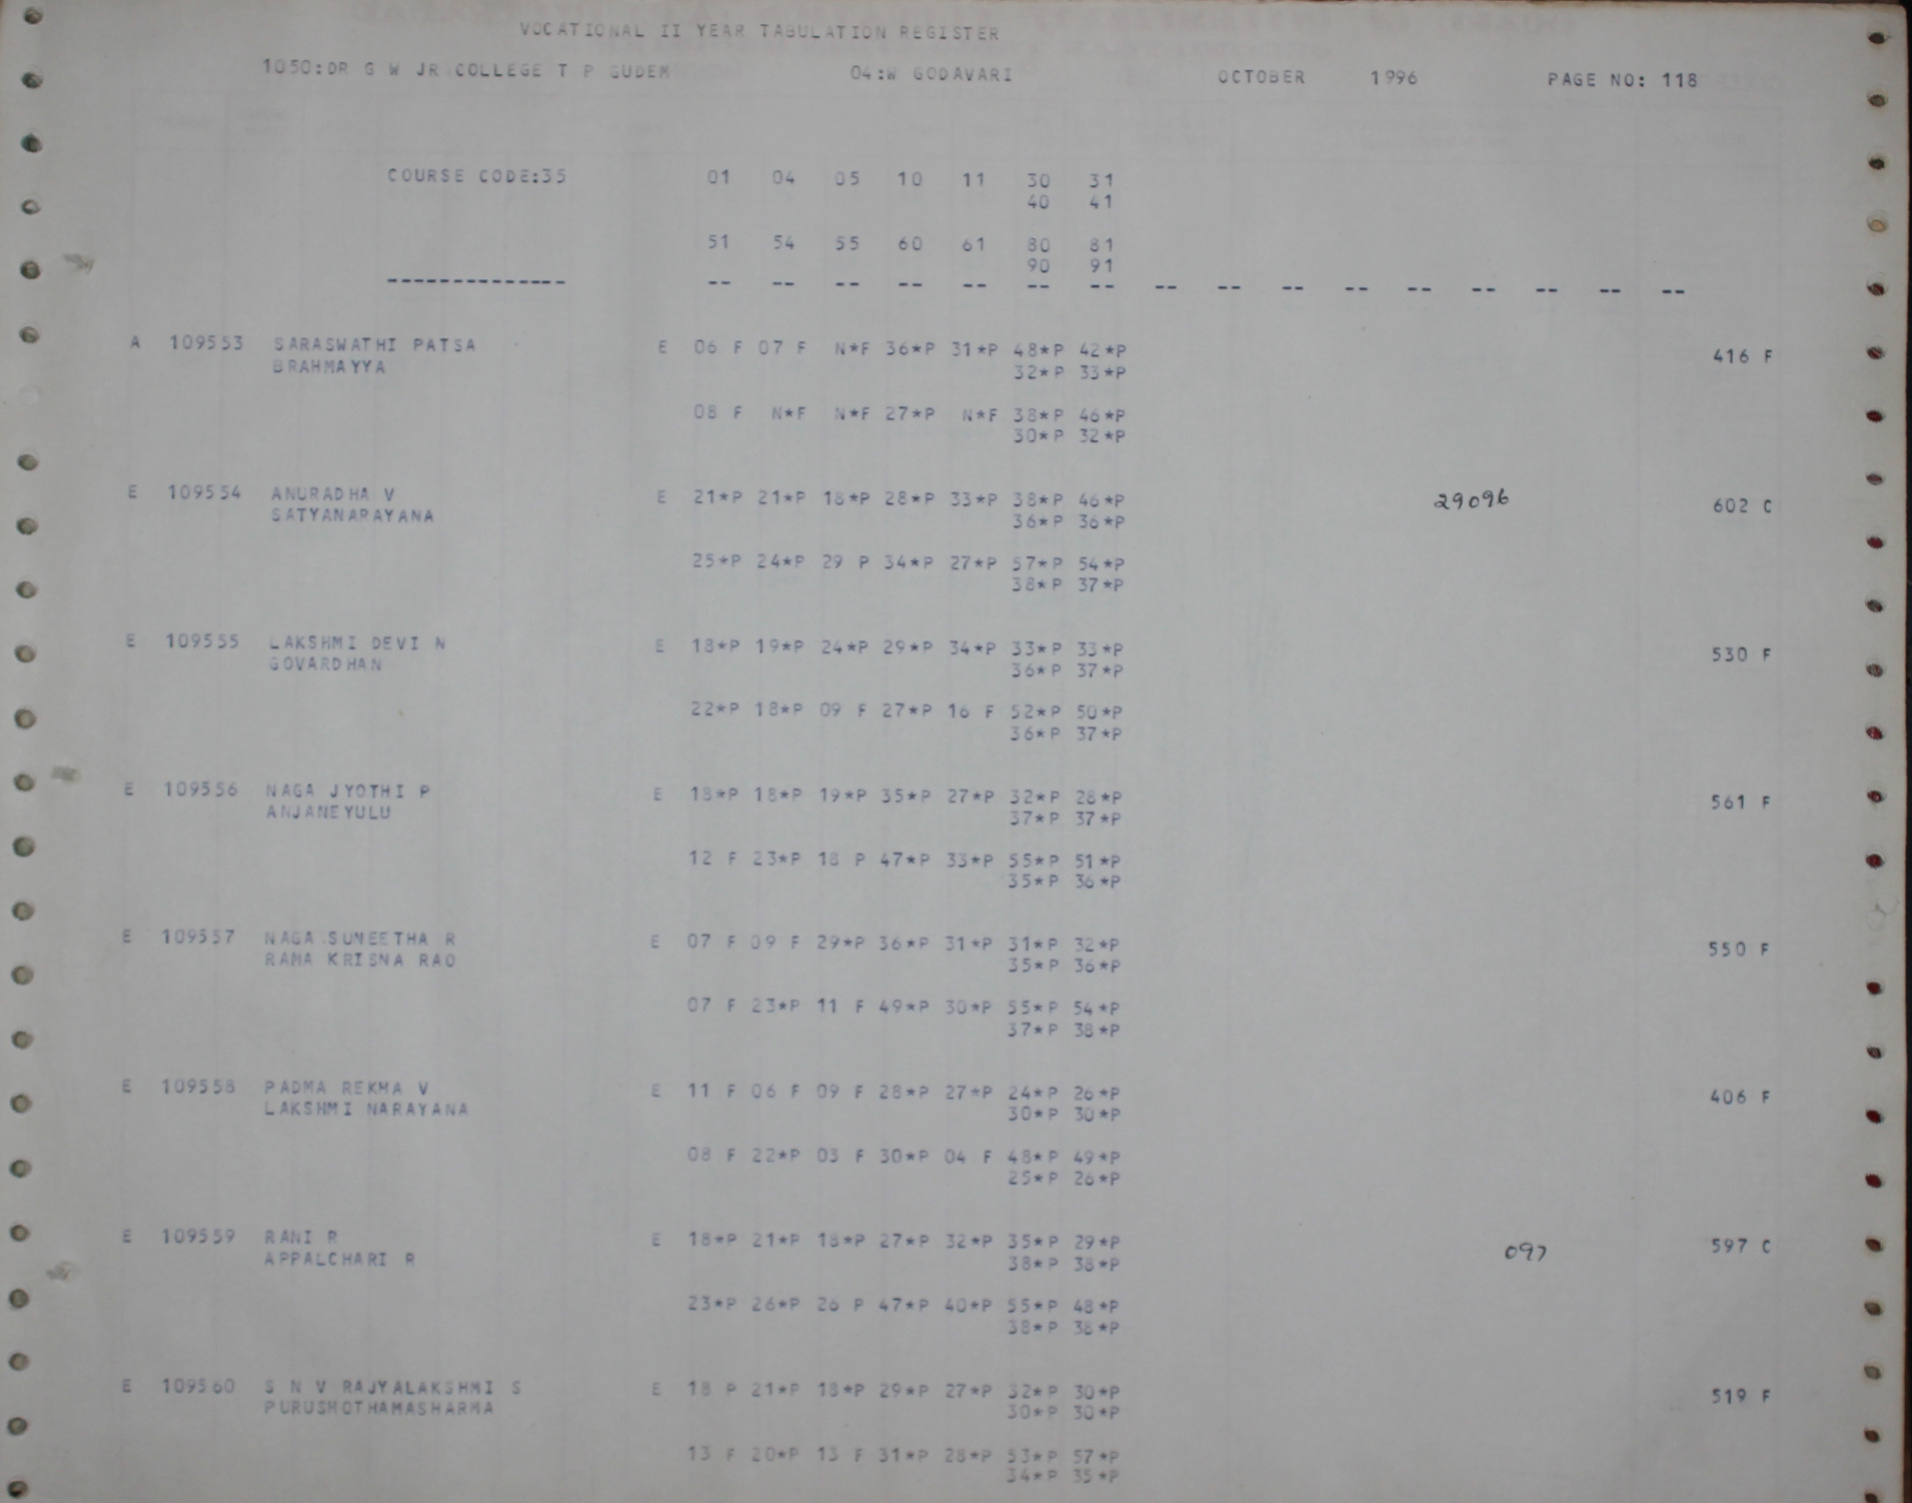 VOCATIONAL II YEAR TABULATION REGISTER
1050:DR G W JR COLLEGE T P GUDEM 04:W GODAVARI OCTOBER 1996 PAGE NO: 118
COURSE CODE:35 01 04 05 10 11 30 31
40 41
51 54 55 60 61 80 81
90 91
-------------- -- -- -- -- -- -- -- -- -- -- -- -- -- -- -- --
A 109553 SARASWATHI PATSA E 06 F 07 F N*F 36*P 31*P 48*P 42*P 416 F
BRAHMAYYA 32*P 33*P
08 F N*F N*F 27*P N*F 38*P 46*P
30*P 32*P
E 109554 ANURADHA V E 21*P 21*P 18*P 28*P 33*P 38*P 46*P 29096 602 C
SATYANARAYANA 36*P 36*P
25*P 24*P 29 P 34*P 27*P 57*P 54*P
38*P 37*P
E 109555 LAKSHMI DEVI N E 18*P 19*P 24*P 29*P 34*P 33*P 33*P 530 F
GOVARDHAN 36*P 37*P
22*P 18*P 09 F 27*P 16 F 52*P 50*P
36*P 37*P
E 109556 NAGA JYOTHI P E 18*P 18*P 19*P 35*P 27*P 32*P 28*P 561 F
ANJANEYULU 37*P 37*P
12 F 23*P 18 P 47*P 33*P 55*P 51*P
35*P 36*P
E 109557 NAGA SUNEETHA R E 07 F 09 F 29*P 36*P 31*P 31*P 32*P 550 F
RAMA KRISNA RAO 35*P 36*P
07 F 23*P 11 F 49*P 30*P 55*P 54*P
37*P 38*P
E 109558 PADMA REKHA V E 11 F 06 F 09 F 28*P 27*P 24*P 26*P 406 F
LAKSHMI NARAYANA 30*P 30*P
08 F 22*P 03 F 30*P 04 F 48*P 49*P
25*P 26*P
E 109559 RANI R E 18*P 21*P 18*P 27*P 32*P 35*P 29*P 097 597 C
APPALCHARI R 38*P 38*P
23*P 26*P 26 P 47*P 40*P 55*P 48*P
38*P 38*P
E 109560 S N V RAJYALAKSHMI S E 18 P 21*P 18*P 29*P 27*P 32*P 30*P 519 F
PURUSHOTHAMASHARMA 30*P 30*P
13 F 20*P 13 F 31*P 28*P 53*P 57*P
34*P 35*P